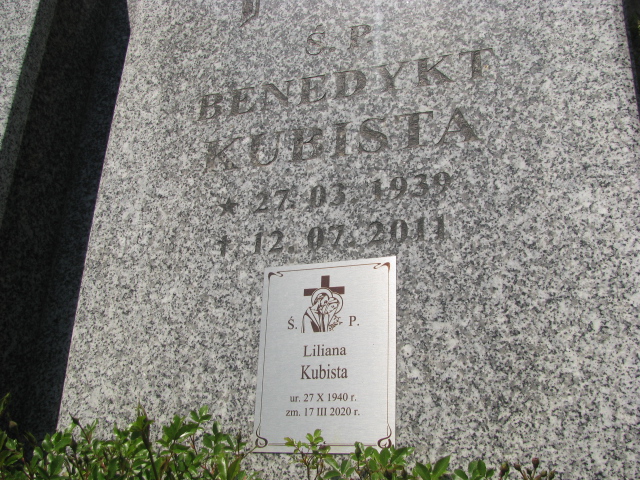 Ś. P.
BENEDYKT
KUBISTA
★ 27. 03. 1939
† 12. 07. 2011
Ś. P.
Liliana
Kubista
ur. 27 X 1940 r.
zm. 17 III 2020 r.